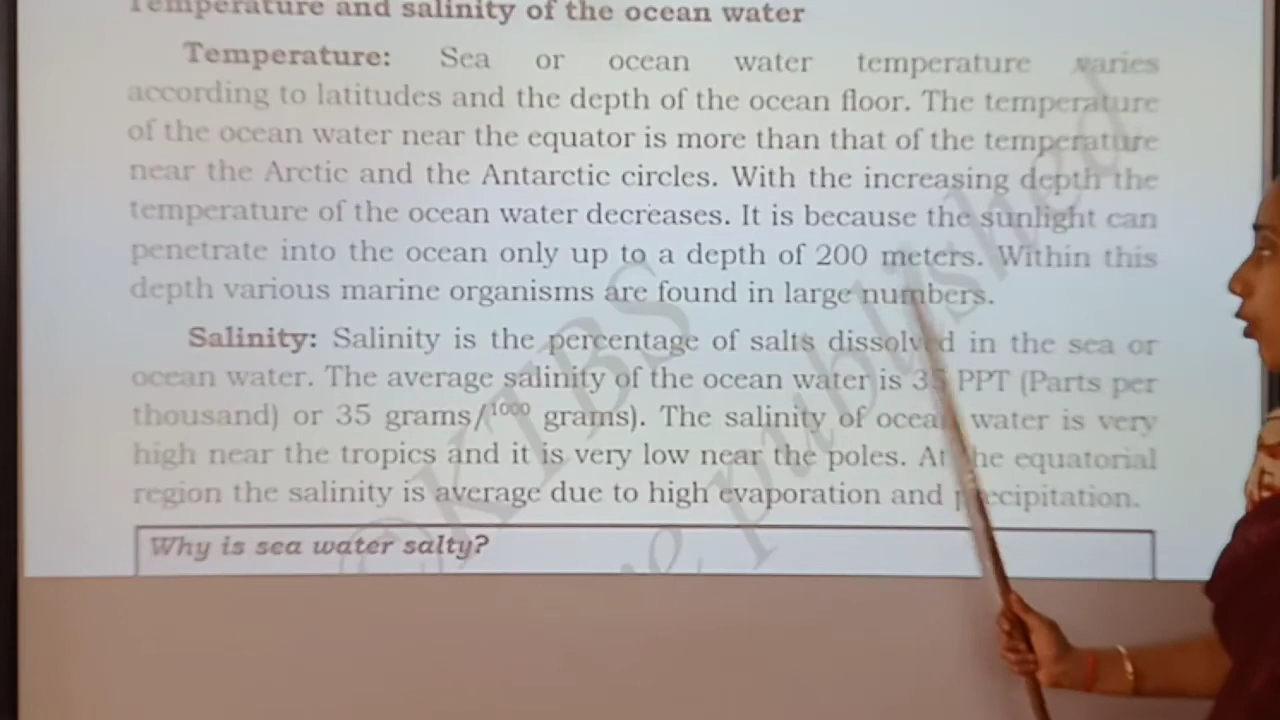 Temperature and salinity of the ocean water
Temperature: Sea or ocean water temperature varies
according to latitudes and the depth of the ocean floor. The temperature
of the ocean water near the equator is more than that of the temperature
near the Arctic and the Antarctic circles. With the increasing depth the
temperature of the ocean water decreases. It is because the sunlight can
penetrate into the ocean only up to a depth of 200 meters. Within this
depth various marine organisms are found in large numbers.
Salinity: Salinity is the percentage of salts dissolved in the sea or
ocean water. The average salinity of the ocean water is 35 PPT (Parts per
thousand) or 35 grams/1000 grams). The salinity of ocean water is very
high near the tropics and it is very low near the poles. At the equatorial
region the salinity is average due to high evaporation and precipitation.
Why is sea water salty?
©KTBS
published